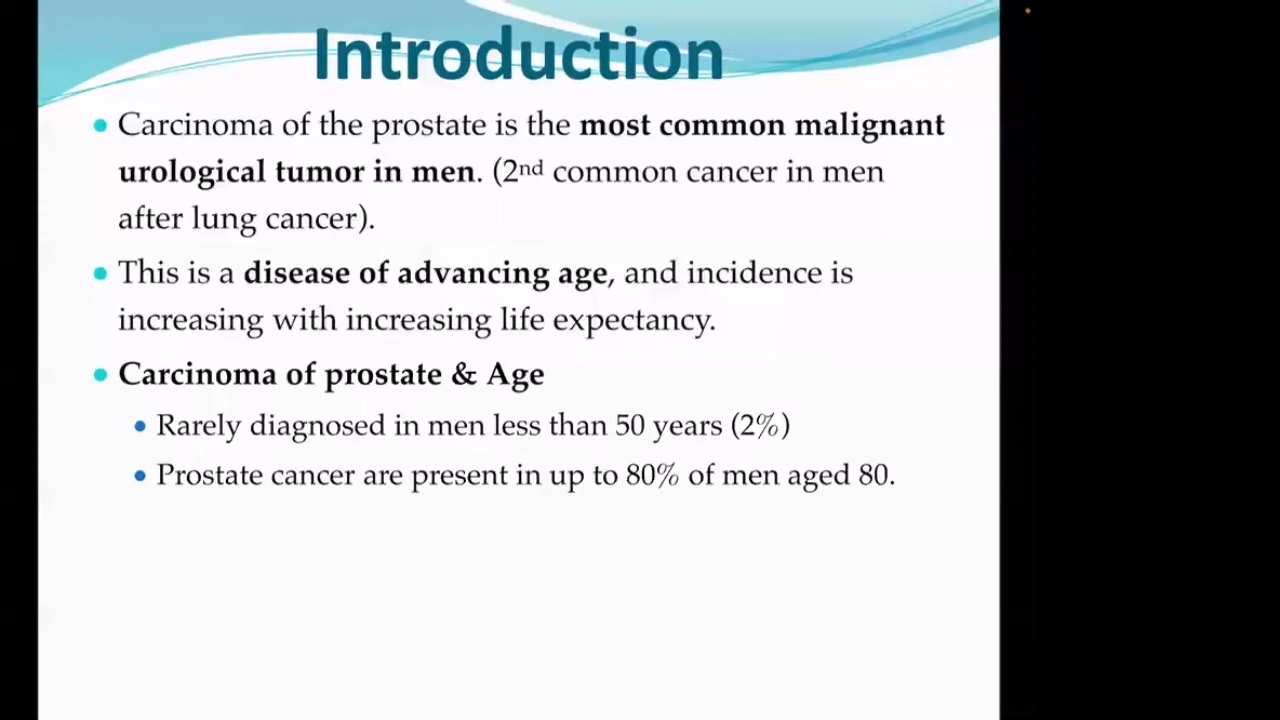 Introduction
Carcinoma of the prostate is the most common malignant
urological tumor in men. (2nd common cancer in men
after lung cancer).
This is a disease of advancing age, and incidence is
increasing with increasing life expectancy.
Carcinoma of prostate & Age
Rarely diagnosed in men less than 50 years (2%)
Prostate cancer are present in up to 80% of men aged 80.